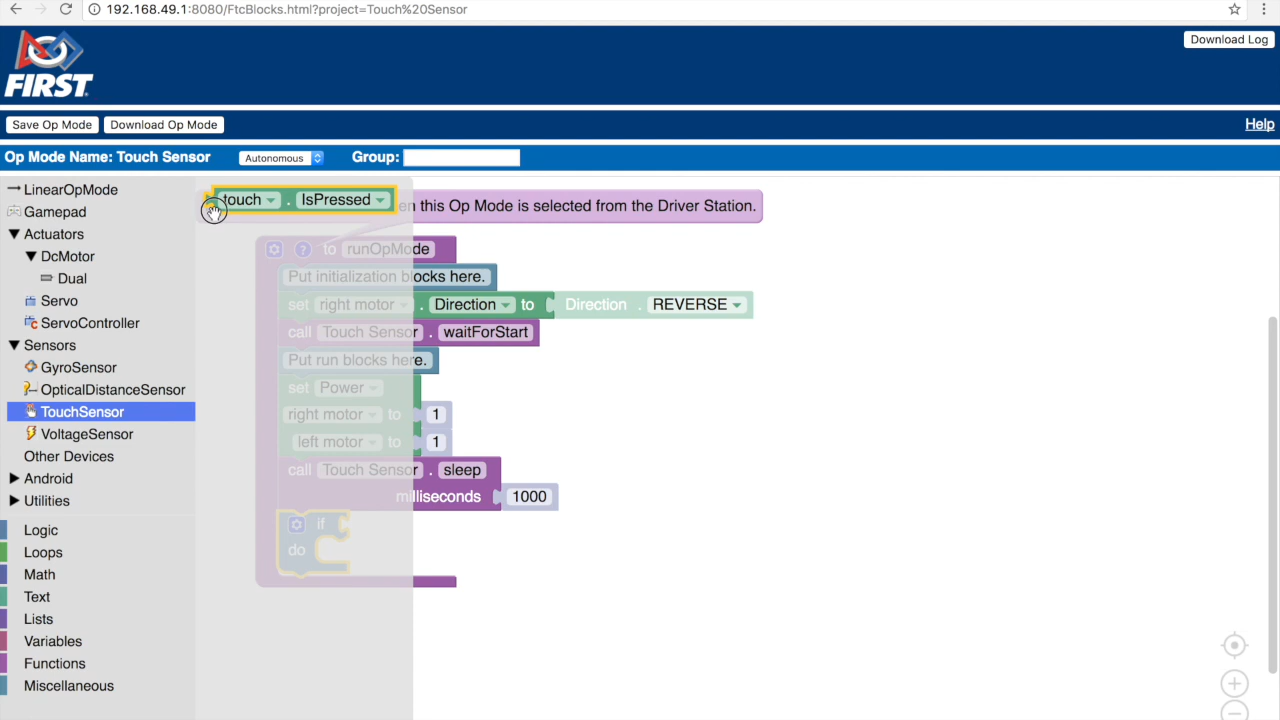 192.168.49.1:8080/FtcBlocks.html?project=Touch%20Sensor
FIRST
Download Log
Save Op Mode Download Op Mode Help
Op Mode Name: Touch Sensor Autonomous Group:
LinearOpMode
Gamepad
Actuators
DcMotor
Dual
Servo
ServoController
Sensors
GyroSensor
OpticalDistanceSensor
TouchSensor
VoltageSensor
Other Devices
Android
Utilities
Logic
Loops
Math
Text
Lists
Variables
Functions
Miscellaneous
touch . IsPressed
this Op Mode is selected from the Driver Station.
? to runOpMode
Put initialization blocks here.
set right motor . Direction to Direction . REVERSE
call Touch Sensor . waitForStart
Put run blocks here.
set Power
right motor to 1
left motor to 1
call Touch Sensor . sleep
milliseconds 1000
if
do